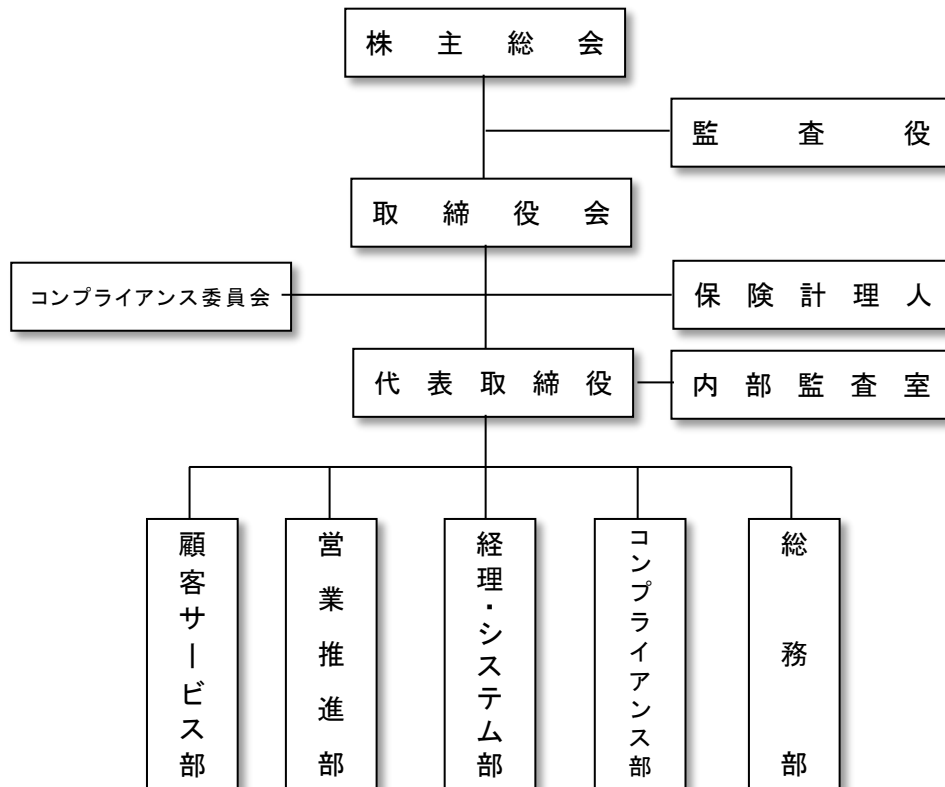 株主総会
監査役
取締役会
コンプライアンス委員会
保険計理人
代表取締役
内部監査室
顧客サービス部
営業推進部
経理・システム部
コンプライアンス部
総務部